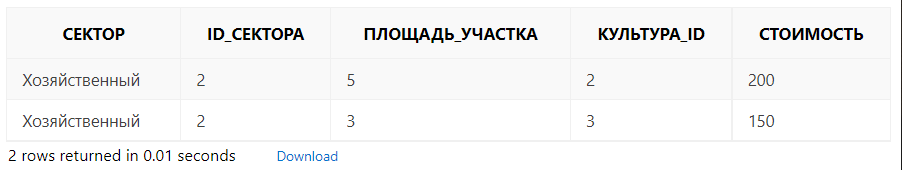 СЕКТОР ID_СЕКТОРА ПЛОЩАДЬ_УЧАСТКА КУЛЬТУРА_ID СТОИМОСТЬ
Хозяйственный 2 5 2 200
Хозяйственный 2 3 3 150
2 rows returned in 0.01 seconds Download